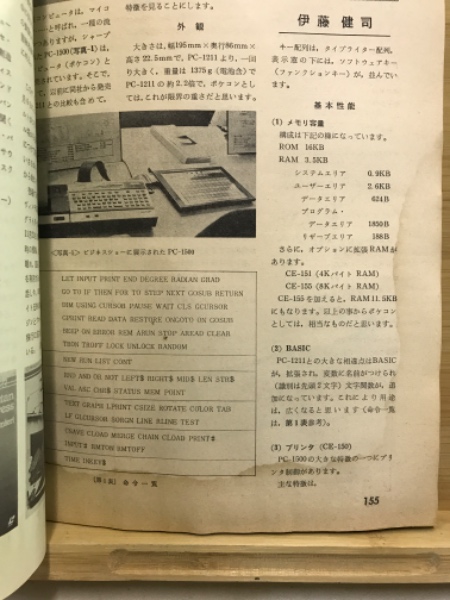 特徴を見ることにします。
外観
大きさは、幅195mm×奥行86mm×
高さ22.5mmで、PC-1211より、一回
り大きく、重量は1375g(電池含)で
PC-1211の約2.2倍で、ポケコンとし
ては、これが限界の重さだと思います。
伊藤健司
キー配列は、タイプライター配列、
表示窓の下には、ソフトウェアキー
(ファンクションキー)が、並んでい
ます。
基本性能
(1) メモリ容量
構成は下記の様になっています。
ROM 16KB
RAM 3.5KB
システムエリア 0.9KB
ユーザーエリア 2.6KB
データエリア 624B
プログラム・
データエリア 1850B
リザーブエリア 188B
さらに、オプションに拡張RAMが
あります。
CE-151 (4Kバイト RAM)
CE-155 (8Kバイト RAM)
CE-155を加えると、RAM 11.5KB
にもなります。以上の事からポケコン
としては、相当なものだと思います。
(2) BASIC
PC-1211との大きな相違点はBASIC
が、拡張され、変数に名前がつけられ
(識別は先頭2文字)文字関数が、追
加になっています。これにより用途
は、広くなると思います(命令一覧
は、第1表参考)。
(3) プリンタ (CE-150)
PC-1500の大きな特徴の一つにプリ
ンタ制御があります。
主な特徴は、
155
<写真-1> ビジネスショーに展示されたPC-1500
LET INPUT PRINT END DEGREE RADIAN GRAD
GO TO IF THEN FOR TO STEP NEXT GOSUB RETURN
DIM USING CURSOR PAUSE WAIT CLS GCURSOR
GPRINT READ DATA RESTORE ONGOTO ON GOSUB
BEEP ON ERROR REM ARUN STOP AREAD CLEAR
TRON TROFF LOCK UNLOCK RANDOM
NEW RUN LIST CONT
AND OR NOT LEFT$ RIGHT$ MID$ LEN STR$
VAL ASC CHR$ STATUS MEM POINT
TEXT GRAPH LPRINT CSIZE ROTATE COLOR TAB
LF GLCURSOR SORGN LINE RLINE TEST
CSAVE CLOAD MERGE CHAIN CLOAD PRINT$
INPUT$ RMTON RMTOFF
TIME INKEY$
(第1表) 命令一覧